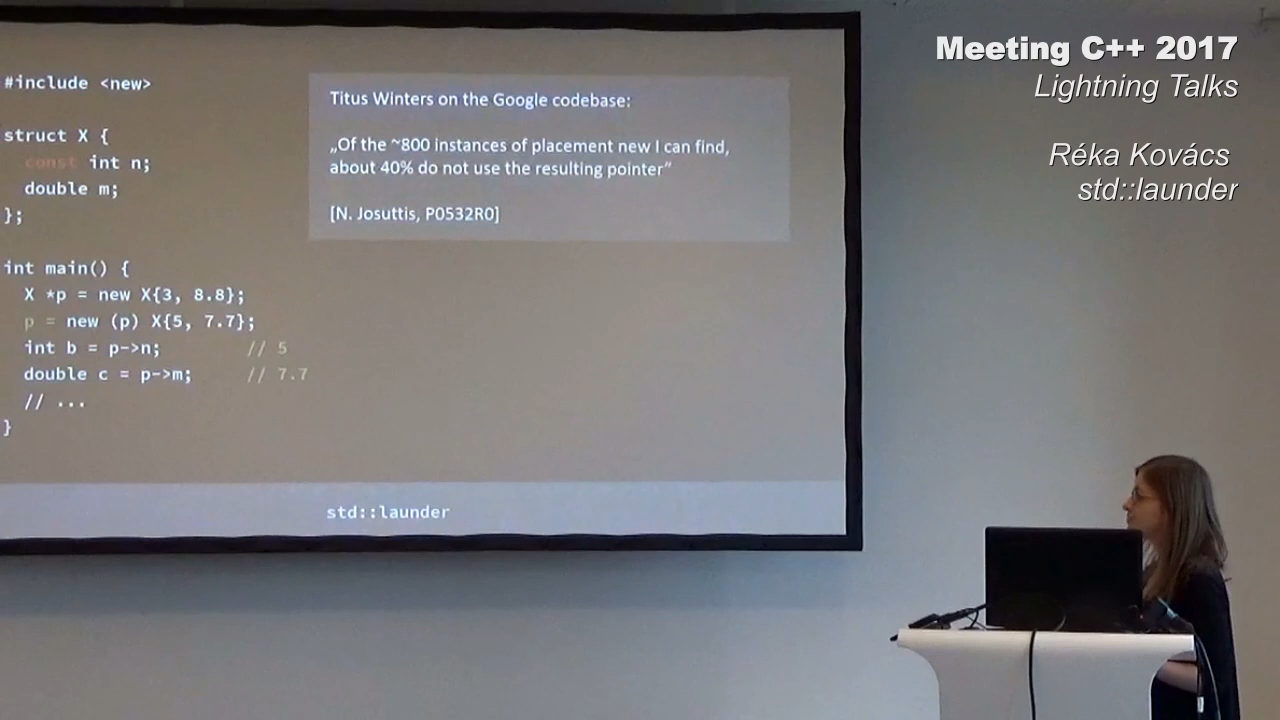 #include <new>
struct X {
const int n;
double m;
};
int main() {
X *p = new X{3, 8.8};
p = new (p) X{5, 7.7};
int b = p->n; // 5
double c = p->m; // 7.7
// ...
}
Titus Winters on the Google codebase:
„Of the ~800 instances of placement new I can find,
about 40% do not use the resulting pointer”
[N. Josuttis, P0532R0]
std::launder
Meeting C++ 2017
Lightning Talks
Réka Kovács
std::launder